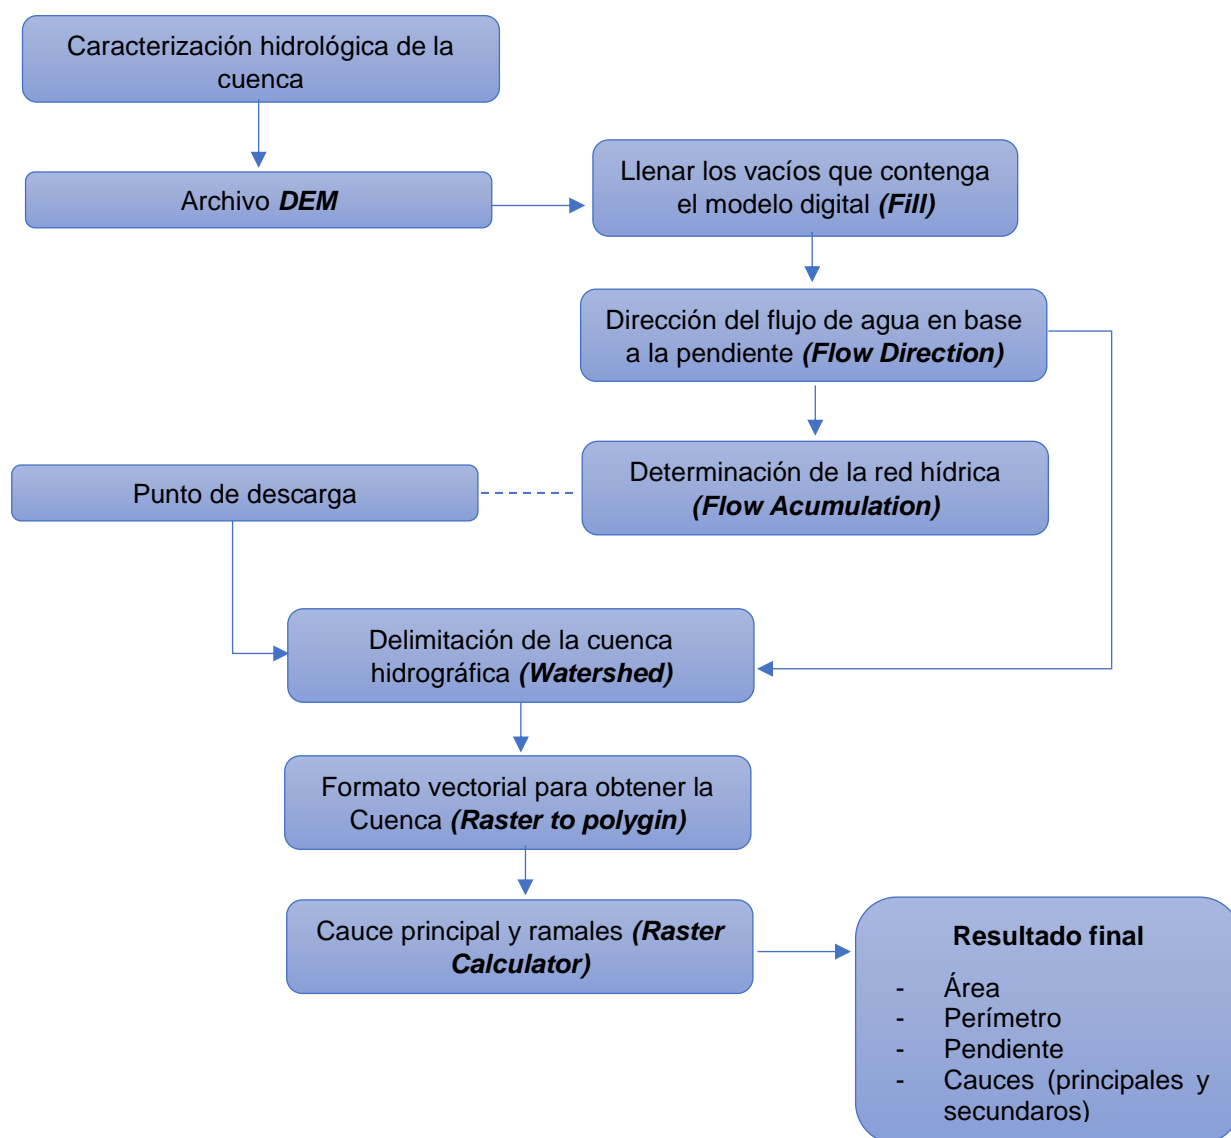 Caracterización hidrológica de la
cuenca
Archivo DEM
Llenar los vacíos que contenga
el modelo digital (Fill)
Dirección del flujo de agua en base
a la pendiente (Flow Direction)
Determinación de la red hídrica
(Flow Acumulation)
Punto de descarga
Delimitación de la cuenca
hidrográfica (Watershed)
Formato vectorial para obtener la
Cuenca (Raster to polygin)
Cauce principal y ramales (Raster
Calculator)
Resultado final
- Área
- Perímetro
- Pendiente
- Cauces (principales y
secundaros)